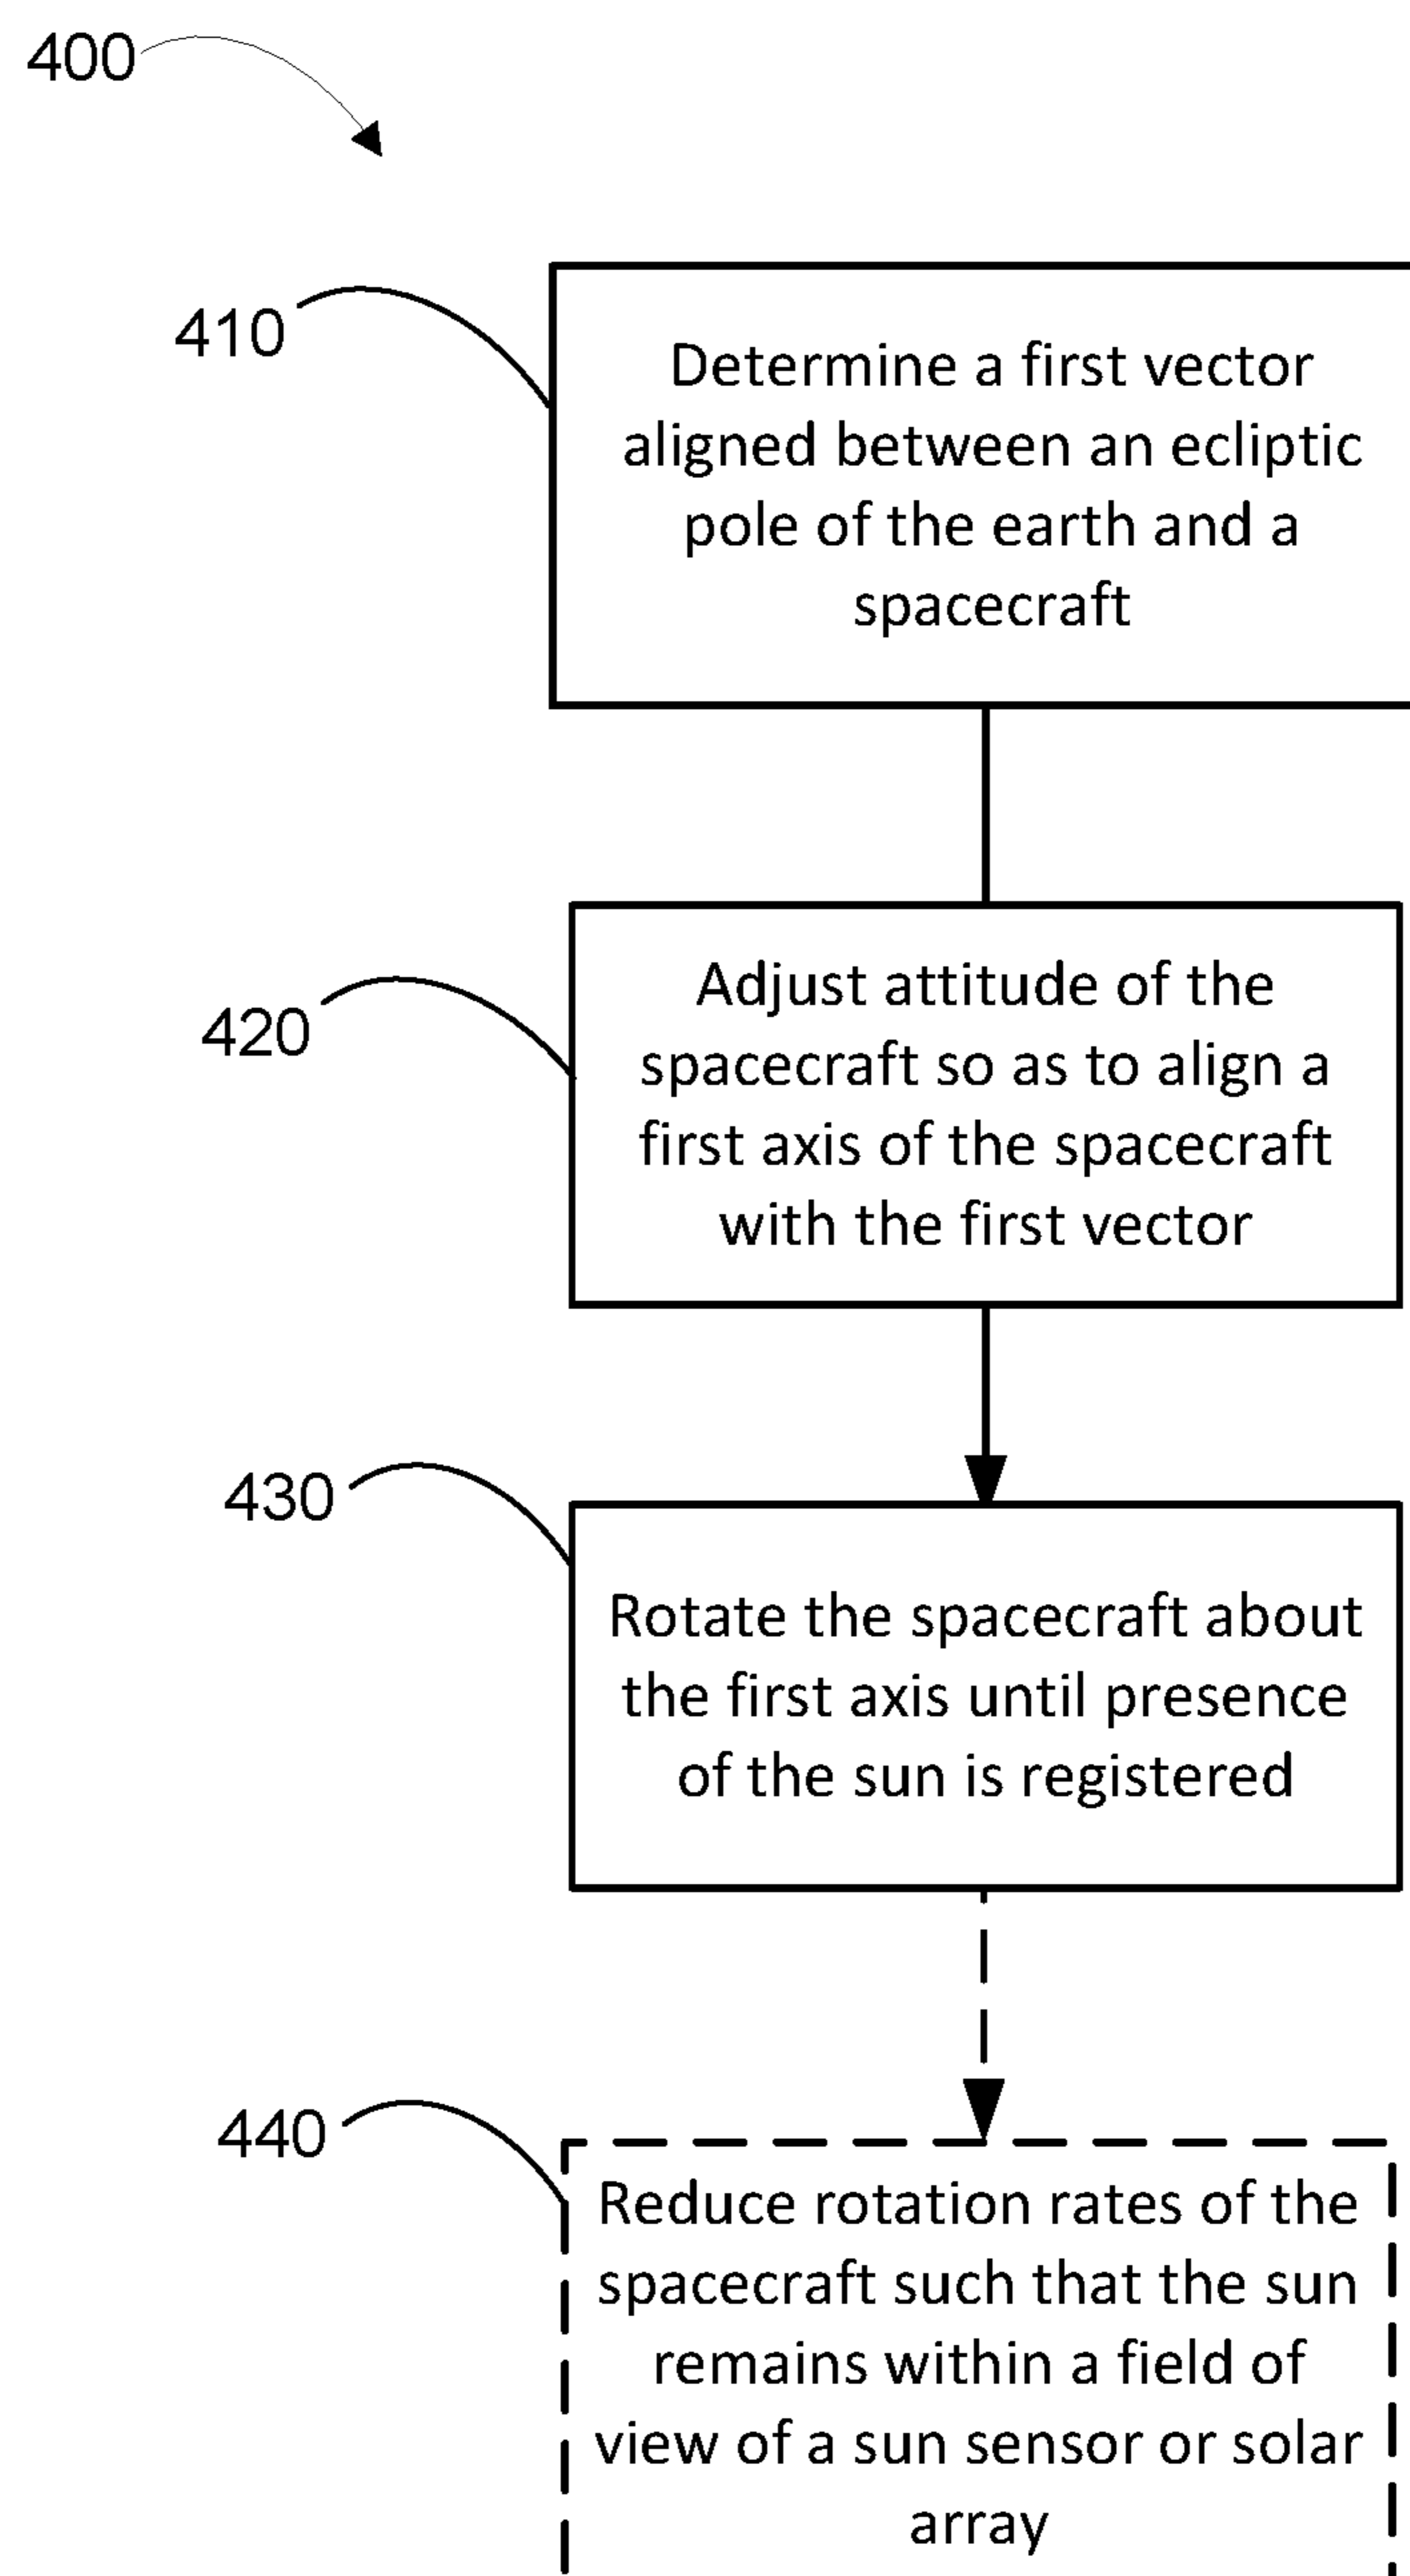 400
410
Determine a first vector
aligned between an ecliptic
pole of the earth and a
spacecraft
420
Adjust attitude of the
spacecraft so as to align a
first axis of the spacecraft
with the first vector
430
Rotate the spacecraft about
the first axis until presence
of the sun is registered
440
Reduce rotation rates of the
spacecraft such that the sun
remains within a field of
view of a sun sensor or solar
array